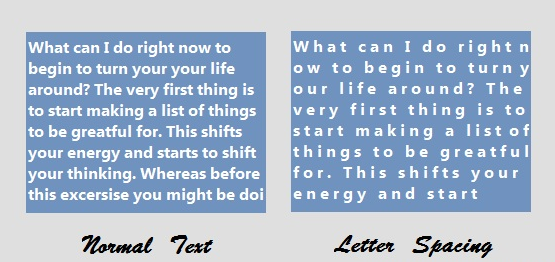 What can I do right now to
begin to turn your your life
around? The very first thing is
to start making a list of things
to be greatful for. This shifts
your energy and starts to shift
your thinking. Whereas before
this excersise you might be doi
Normal Text
What can I do right n
ow to begin to turn y
our life around? The
very first thing is to
start making a list of
things to be greatful
for. This shifts your
energy and start
Letter Spacing